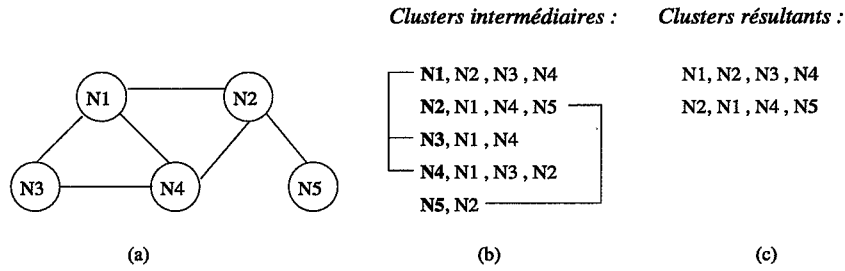 Clusters intermédiaires :
Clusters résultants :
N1, N2 , N3 , N4
N2, N1 , N4 , N5
N3, N1 , N4
N4, N1 , N3 , N2
N5, N2
N1, N2 , N3 , N4
N2, N1 , N4 , N5
N1
N2
N3
N4
N5
(a)
(b)
(c)